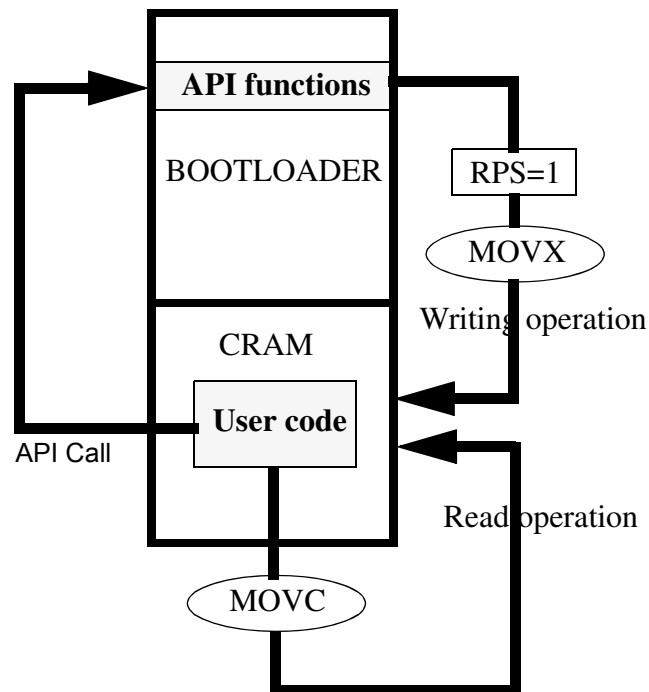 API functions
BOOTLOADER
RPS=1
MOVX
Writing operation
CRAM
User code
API Call
Read operation
MOVC